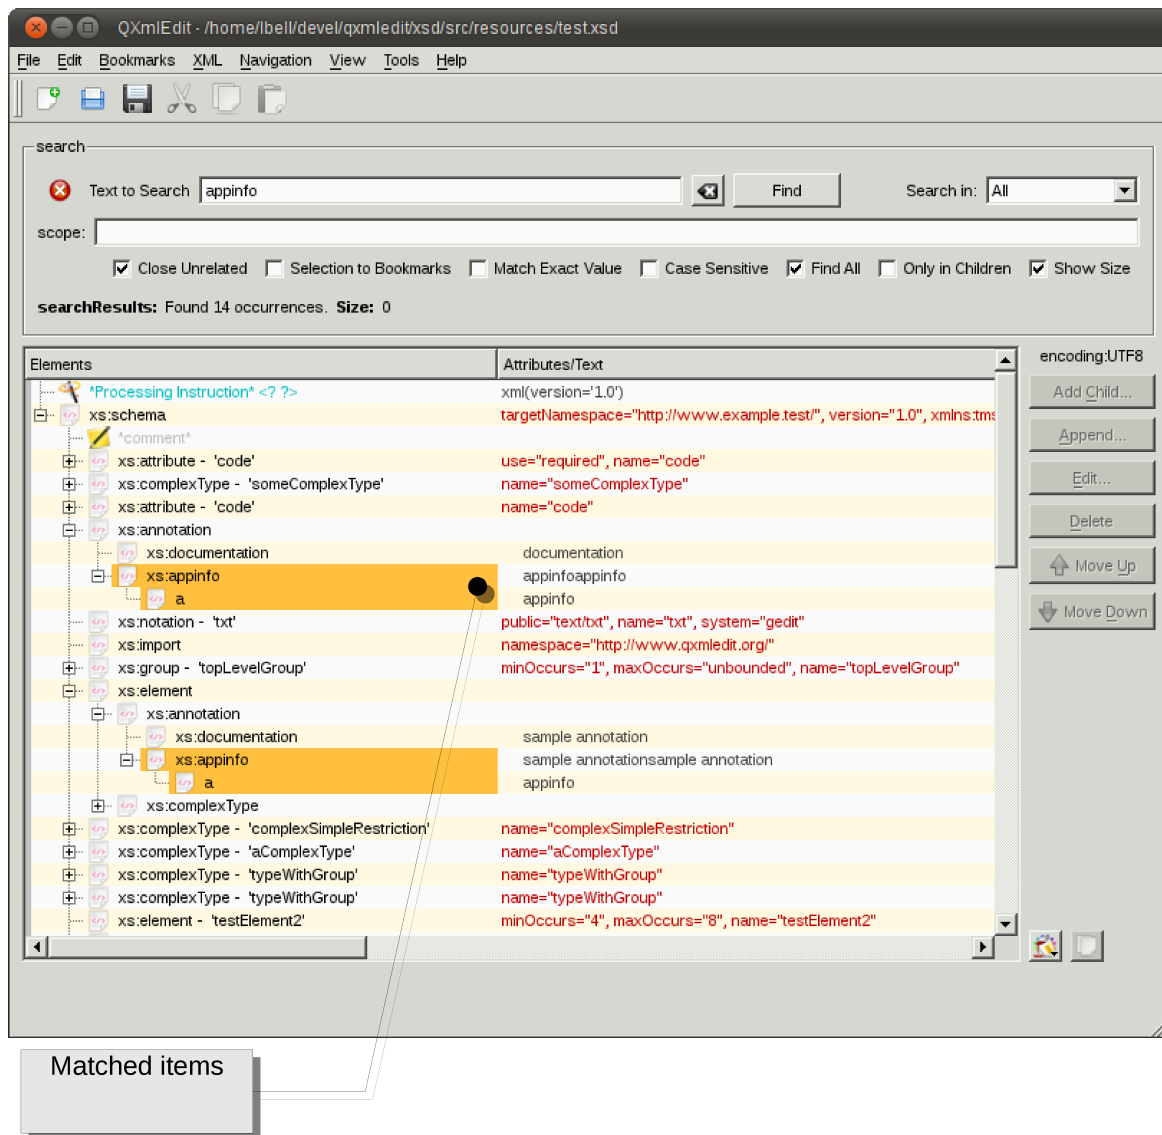 QXmlEdit - /home/lbell/devel/qxmledit/xsd/src/resources/test.xsd
File Edit Bookmarks XML Navigation View Tools Help
search
Text to Search appinfo Find Search in: All
scope:
Close Unrelated Selection to Bookmarks Match Exact Value Case Sensitive Find All Only in Children Show Size
searchResults: Found 14 occurrences. Size: 0
Elements Attributes/Text encoding:UTF8
*Processing Instruction* <? ?> xml(version='1.0')
Add Child...
xs:schema targetNamespace="http://www.example.test/", version="1.0", xmlns:tms
*comment*
Append...
xs:attribute - 'code' use="required", name="code"
xs:complexType - 'someComplexType' name="someComplexType"
Edit...
xs:attribute - 'code' name="code"
xs:annotation
Delete
xs:documentation documentation
xs:appinfo appinfoappinfo
Move Up
a appinfo
Move Down
xs:notation - 'txt' public="text/txt", name="txt", system="gedit"
xs:import namespace="http://www.qxmledit.org/"
xs:group - 'topLevelGroup' minOccurs="1", maxOccurs="unbounded", name="topLevelGroup"
xs:element
xs:annotation
xs:documentation sample annotation
xs:appinfo sample annotationsample annotation
a appinfo
xs:complexType
xs:complexType - 'complexSimpleRestriction' name="complexSimpleRestriction"
xs:complexType - 'aComplexType' name="aComplexType"
xs:complexType - 'typeWithGroup' name="typeWithGroup"
xs:complexType - 'typeWithGroup' name="typeWithGroup"
xs:element - 'testElement2' minOccurs="4", maxOccurs="8", name="testElement2"
Matched items